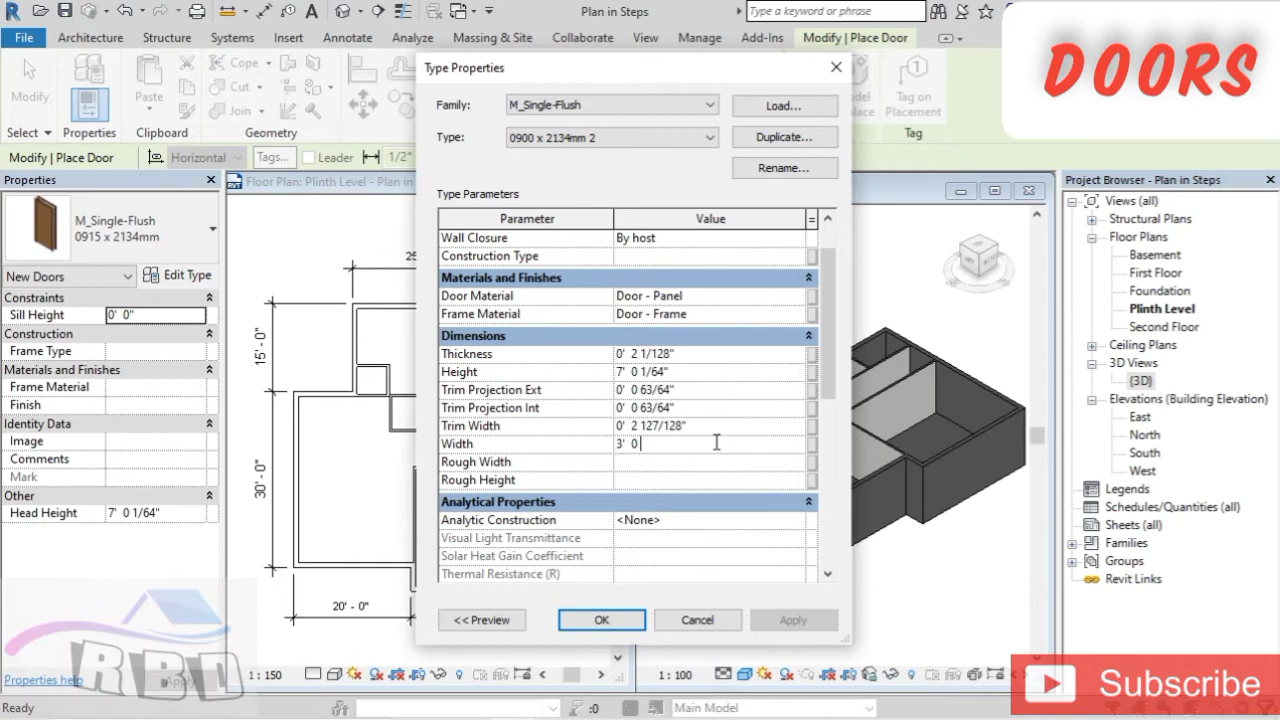 Plan in Steps
Type a keyword or phrase
DOORS
File Architecture Structure Systems Insert Annotate Analyze Massing & Site Collaborate View Manage Add-Ins Modify | Place Door
Type Properties
Modify
Paste
Cope
Cut
Join
Tag on
Placement
Select Properties Clipboard Geometry Tag
Modify | Place Door Horizontal Tags... Leader 1/2"
Family: M_Single-Flush Load...
Type: 0900 x 2134mm 2 Duplicate...
Rename...
Type Parameters
Parameter Value =
Wall Closure By host
Construction Type
Materials and Finishes
Door Material Door - Panel
Frame Material Door - Frame
Dimensions
Thickness 0' 2 1/128"
Height 7' 0 1/64"
Trim Projection Ext 0' 0 63/64"
Trim Projection Int 0' 0 63/64"
Trim Width 0' 2 127/128"
Width 3' 0
Rough Width
Rough Height
Analytical Properties
Analytic Construction <None>
Visual Light Transmittance
Solar Heat Gain Coefficient
Thermal Resistance (R)
<< Preview OK Cancel Apply
Properties
M_Single-Flush
0915 x 2134mm
New Doors Edit Type
Constraints
Sill Height 0' 0"
Construction
Frame Type
Materials and Finishes
Frame Material
Finish
Identity Data
Image
Comments
Mark
Other
Head Height 7' 0 1/64"
Properties help Apply
RBD
Floor Plan: Plinth Level - Plan in
15' - 0"
30' - 0"
20' - 0"
Project Browser - Plan in Steps
Views (all)
Structural Plans
Floor Plans
Basement
First Floor
Foundation
Plinth Level
Second Floor
Ceiling Plans
3D Views
{3D}
Elevations (Building Elevation)
East
North
South
West
Legends
Schedules/Quantities (all)
Sheets (all)
Families
Groups
Revit Links
1 : 150
1 : 100
Subscribe
Ready
:0
Main Model